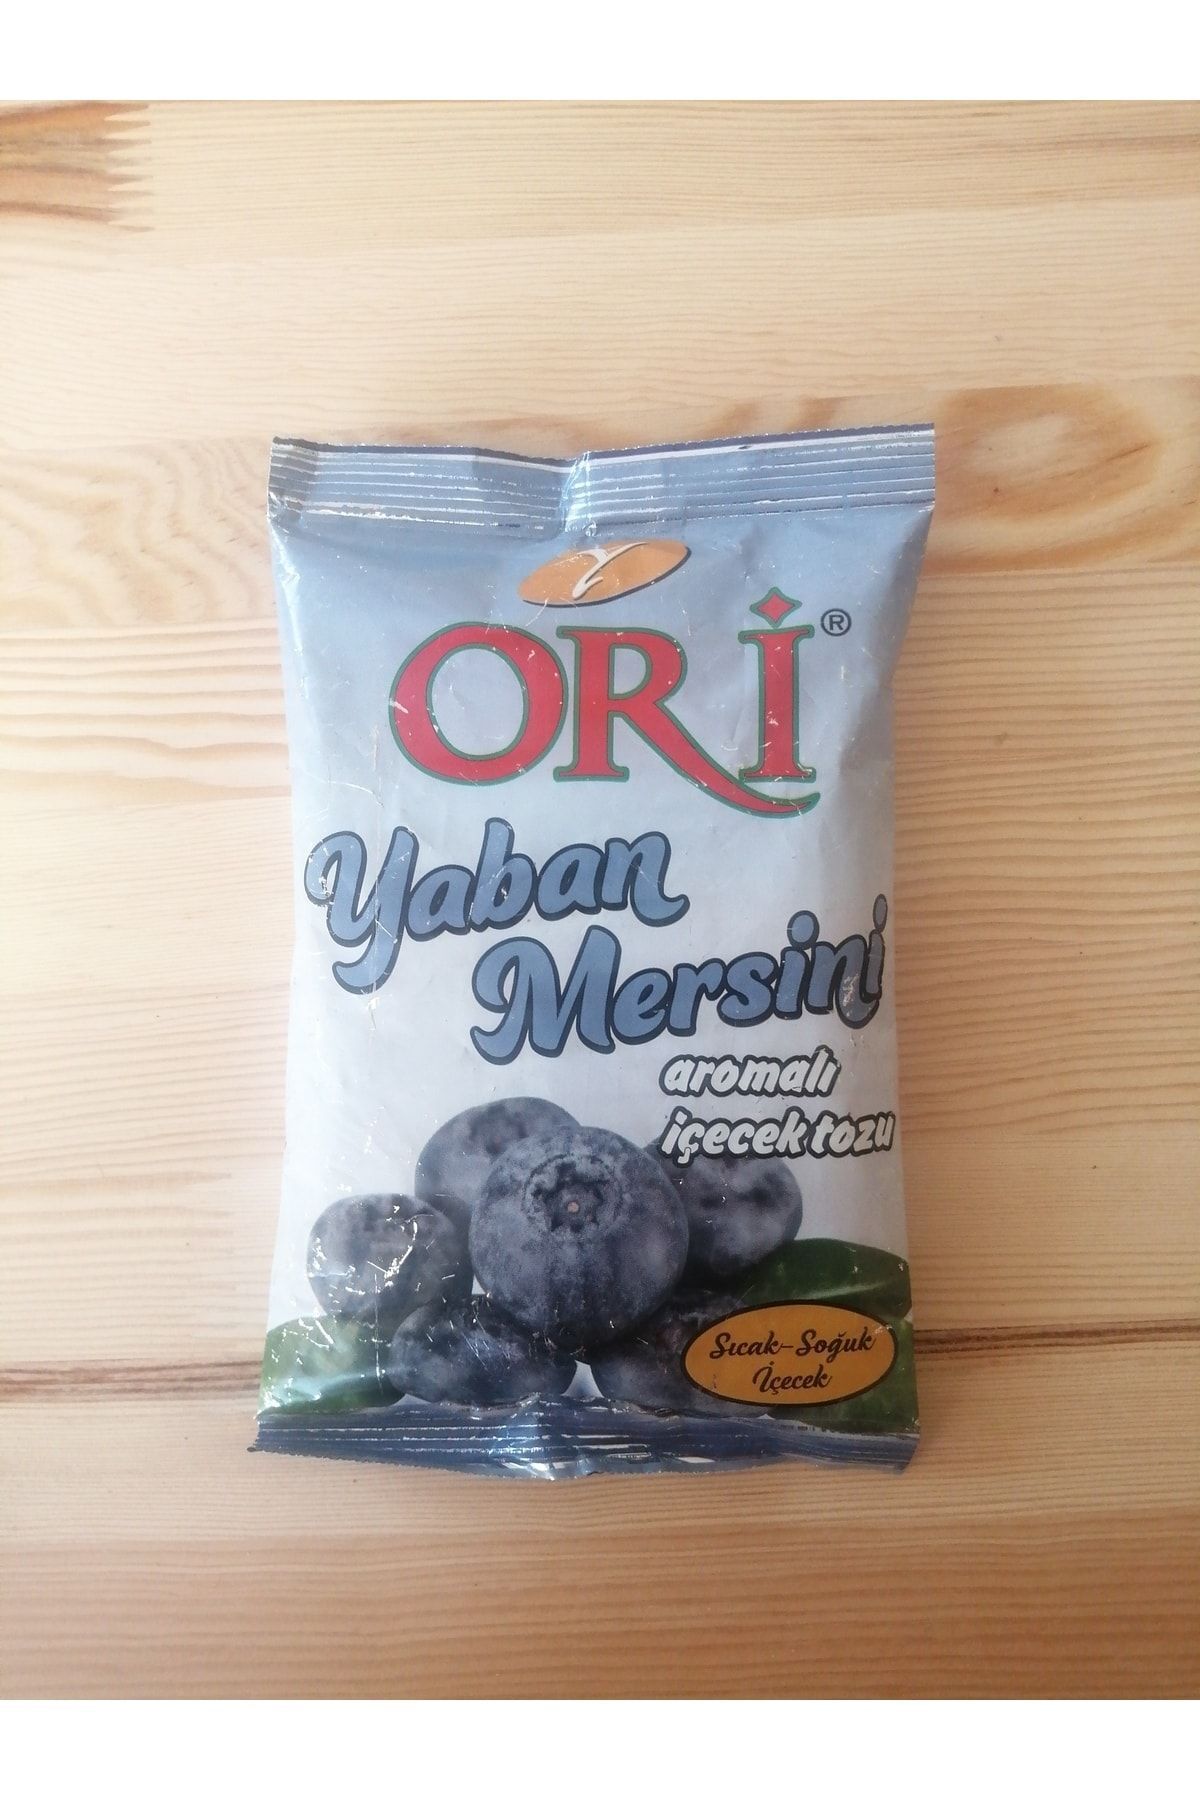 ORİ®
Yaban
Mersini
aromalı
içecek tozu
Sıcak-Soğuk
İçecek